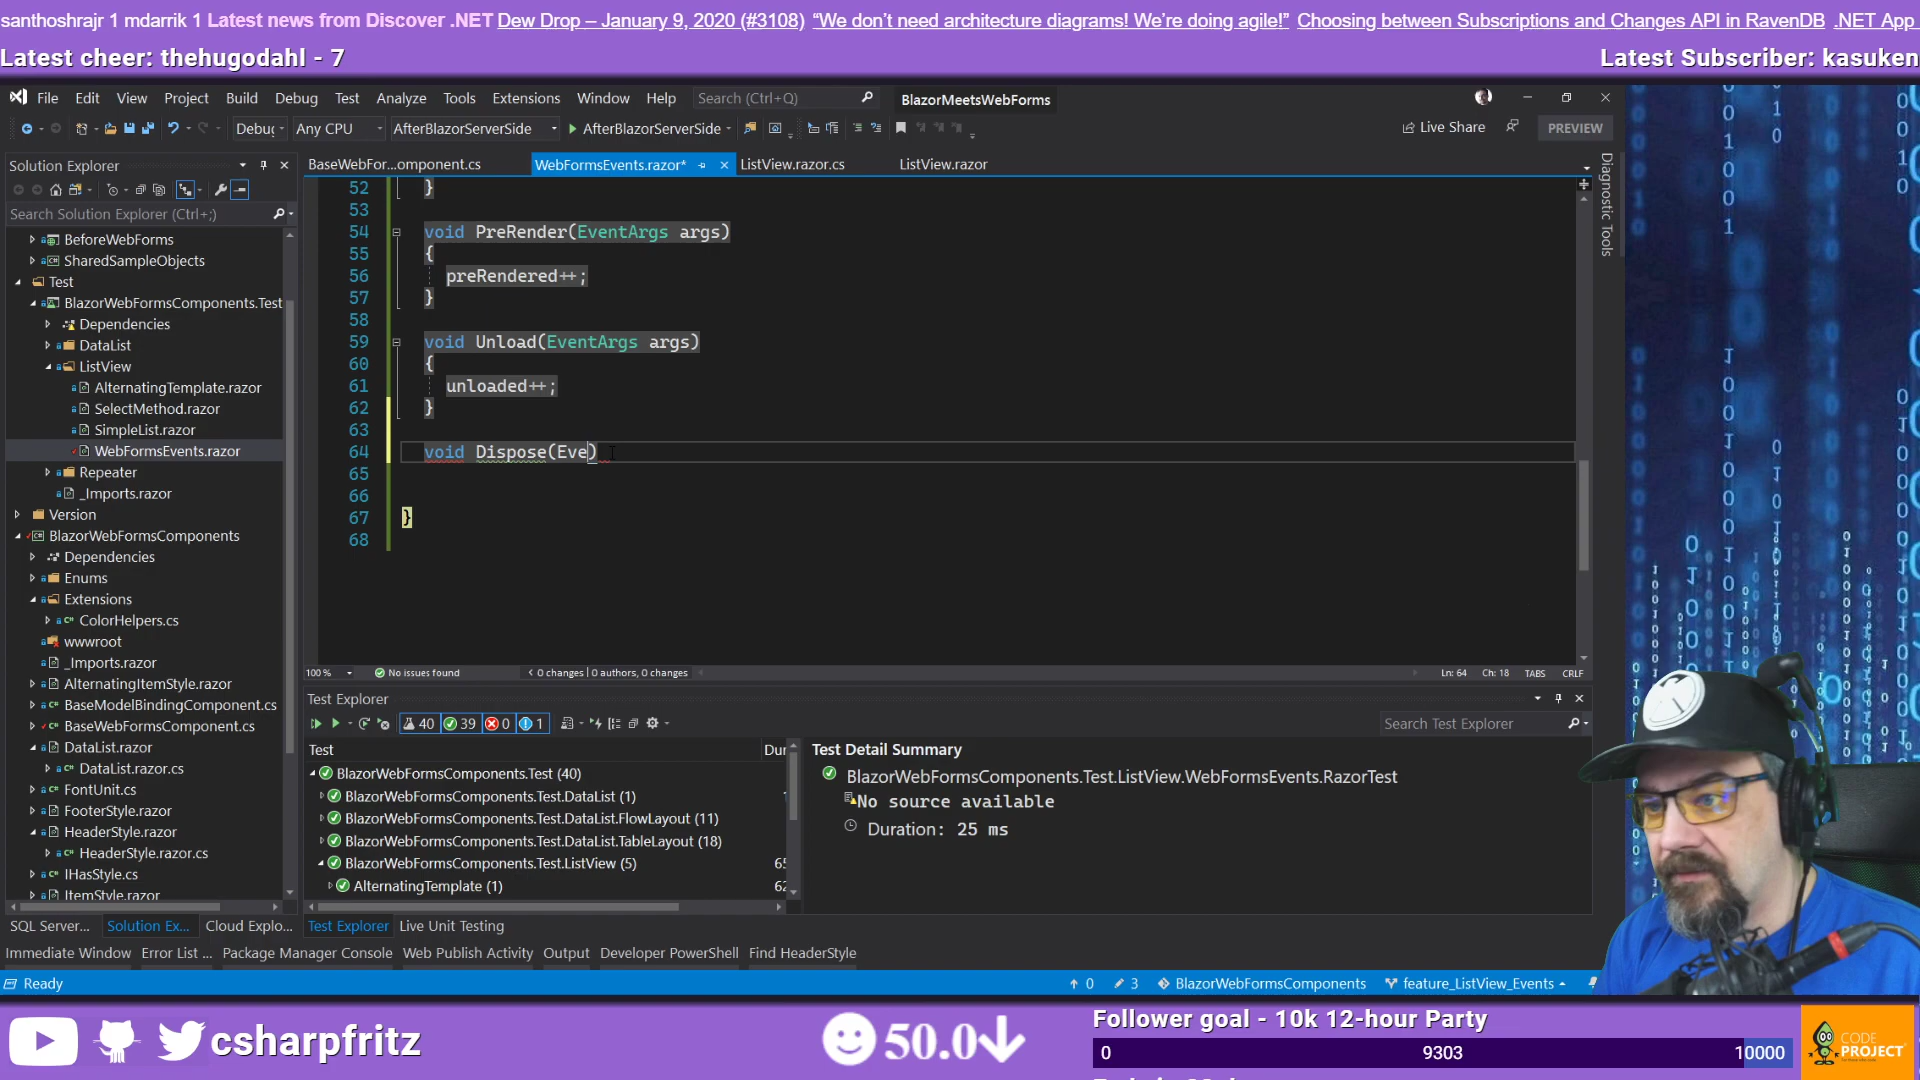 santhoshrajr 1 mdarrik 1 Latest news from Discover .NET Dew Drop – January 9, 2020 (#3108) “We don’t need architecture diagrams! We’re doing agile!” Choosing between Subscriptions and Changes API in RavenDB .NET App
Latest cheer: thehugodahl - 7
Latest Subscriber: kasuken
File Edit View Project Build Debug Test Analyze Tools Extensions Window Help Search (Ctrl+Q) BlazorMeetsWebForms
Debug Any CPU AfterBlazorServerSide AfterBlazorServerSide Live Share PREVIEW
Solution Explorer
Search Solution Explorer (Ctrl+;)
BeforeWebForms
SharedSampleObjects
Test
BlazorWebFormsComponents.Test
Dependencies
DataList
ListView
AlternatingTemplate.razor
SelectMethod.razor
SimpleList.razor
WebFormsEvents.razor
Repeater
_Imports.razor
Version
BlazorWebFormsComponents
Dependencies
Enums
Extensions
ColorHelpers.cs
wwwroot
_Imports.razor
AlternatingItemStyle.razor
BaseModelBindingComponent.cs
BaseWebFormsComponent.cs
DataList.razor
DataList.razor.cs
FontUnit.cs
FooterStyle.razor
HeaderStyle.razor
HeaderStyle.razor.cs
IHasStyle.cs
ItemStyle.razor
SQL Server... Solution Ex... Cloud Explo...
BaseWebFor...omponent.cs WebFormsEvents.razor* ListView.razor.cs ListView.razor
52 }
53
54 void PreRender(EventArgs args)
55 {
56 preRendered++;
57 }
58
59 void Unload(EventArgs args)
60 {
61 unloaded++;
62 }
63
64 void Dispose(Eve)
65
66
67 }
68
100 % No issues found 0 changes | 0 authors, 0 changes Ln: 64 Ch: 18 TABS CRLF
Diagnostic Tools
Test Explorer
40 39 0 1 Search Test Explorer
Test Dur
BlazorWebFormsComponents.Test (40)
BlazorWebFormsComponents.Test.DataList (1)
BlazorWebFormsComponents.Test.DataList.FlowLayout (11)
BlazorWebFormsComponents.Test.DataList.TableLayout (18)
BlazorWebFormsComponents.Test.ListView (5) 65
AlternatingTemplate (1) 62
Test Detail Summary
BlazorWebFormsComponents.Test.ListView.WebFormsEvents.RazorTest
No source available
Duration: 25 ms
Test Explorer Live Unit Testing
Immediate Window Error List ... Package Manager Console Web Publish Activity Output Developer PowerShell Find HeaderStyle
Ready 0 3 BlazorWebFormsComponents feature_ListView_Events
csharpfritz
50.0
Follower goal - 10k 12-hour Party
0 9303 10000
CODE PROJECT